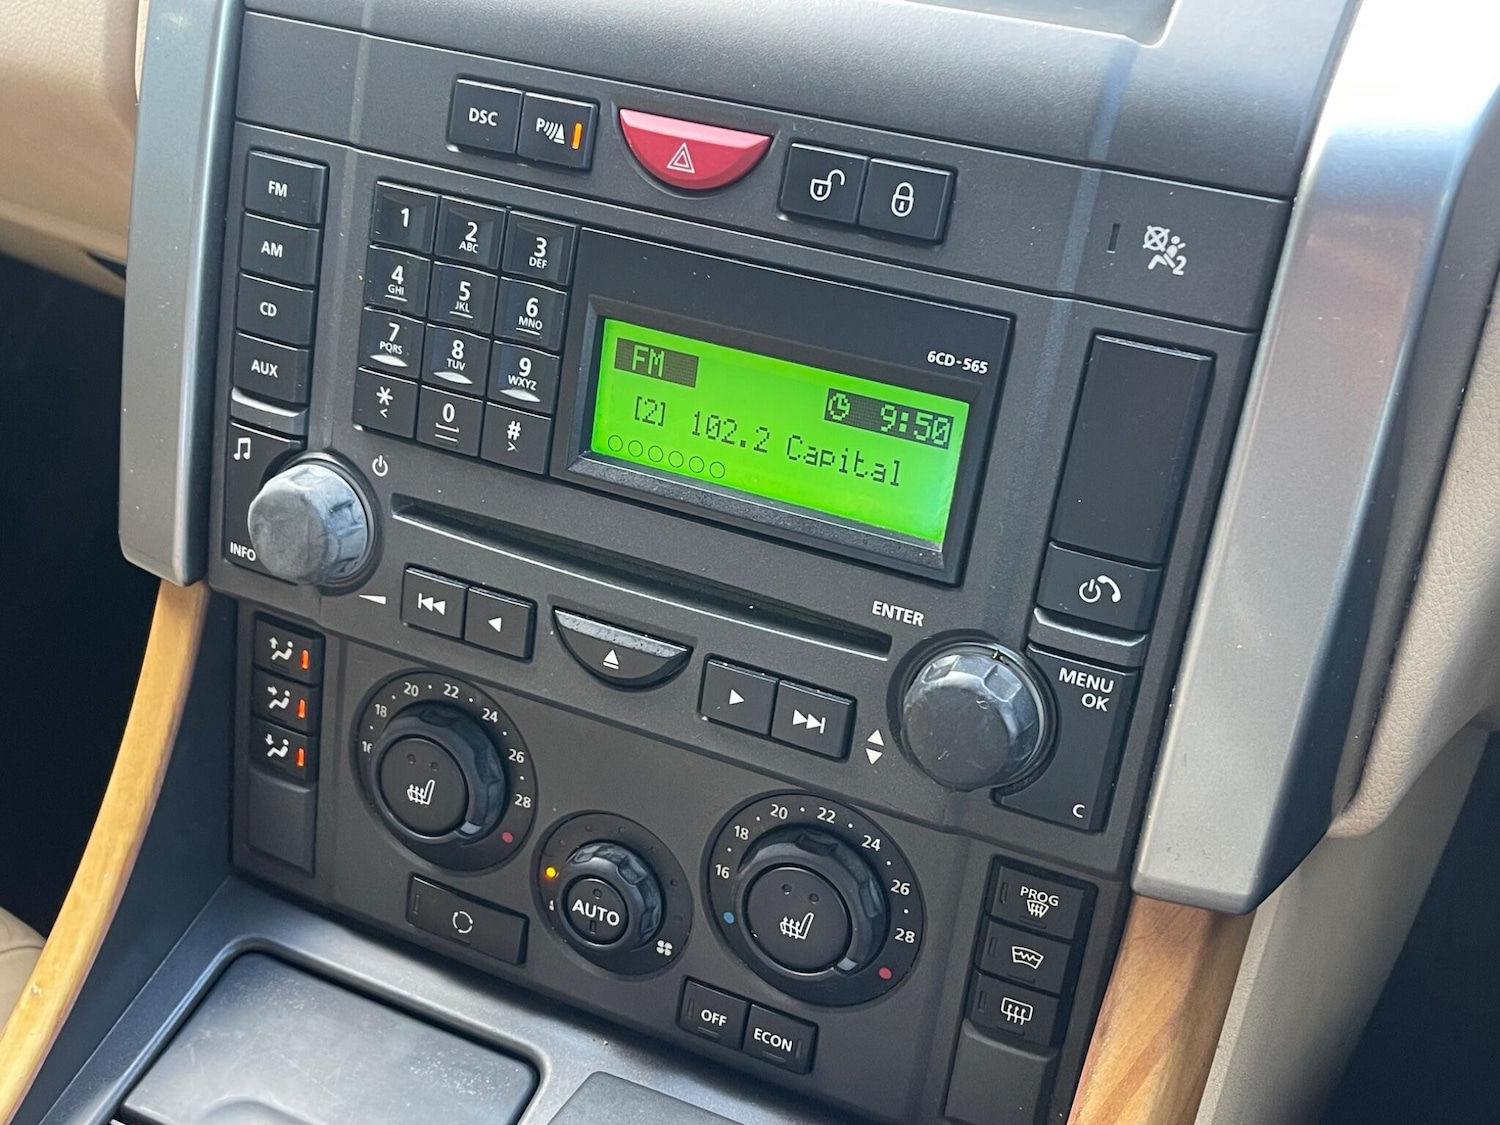 DSC
P
FM
AM
CD
AUX
1
2
ABC
3
DEF
4
GHI
5
JKL
6
MNO
7
PQRS
8
TUV
9
WXYZ
*
<
0
#
>
6CD-565
FM
9:50
[2] 102.2 Capital
2
INFO
ENTER
MENU
OK
C
16 18 20 22 24 26 28
16 18 20 22 24 26 28
AUTO
OFF
ECON
PROG